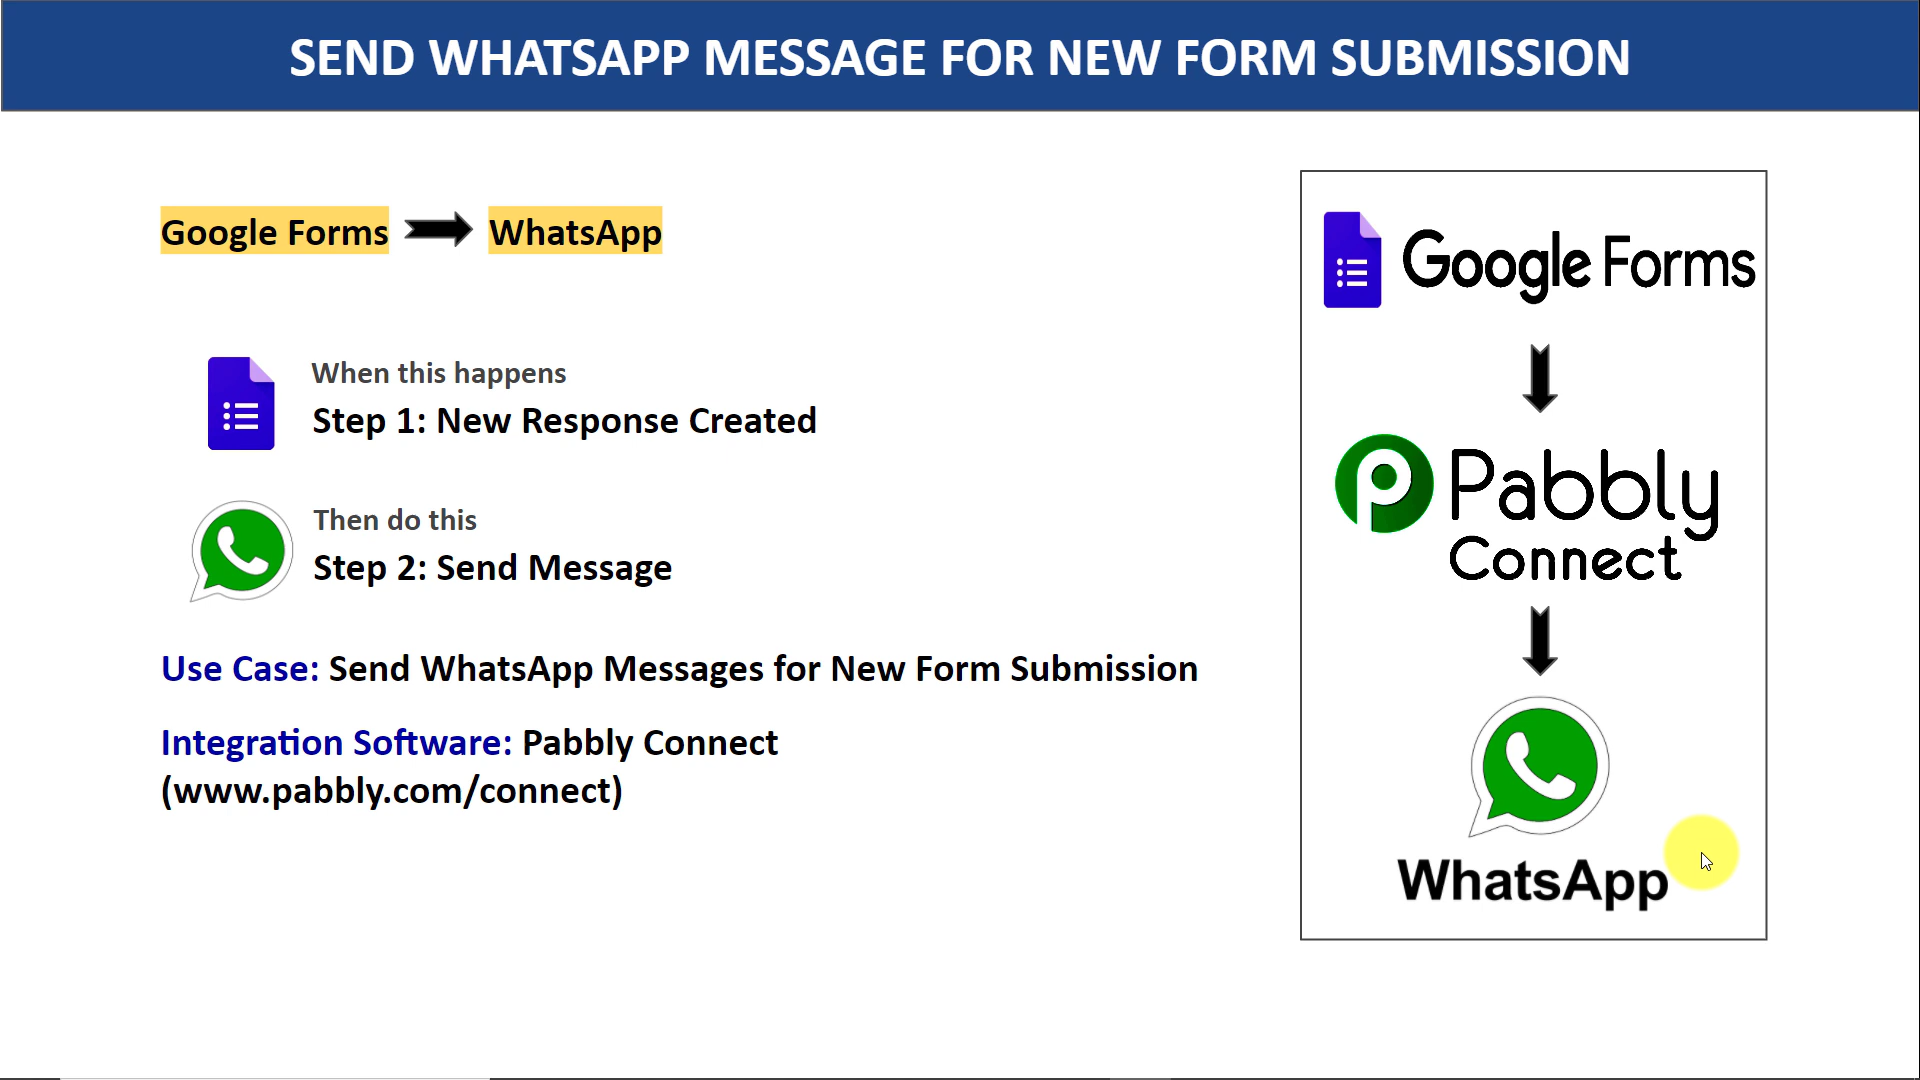 SEND WHATSAPP MESSAGE FOR NEW FORM SUBMISSION
Google Forms
WhatsApp
When this happens
Step 1: New Response Created
Then do this
Step 2: Send Message
Use Case: Send WhatsApp Messages for New Form Submission
Integration Software: Pabbly Connect
(www.pabbly.com/connect)
Google Forms
Pabbly
Connect
WhatsApp